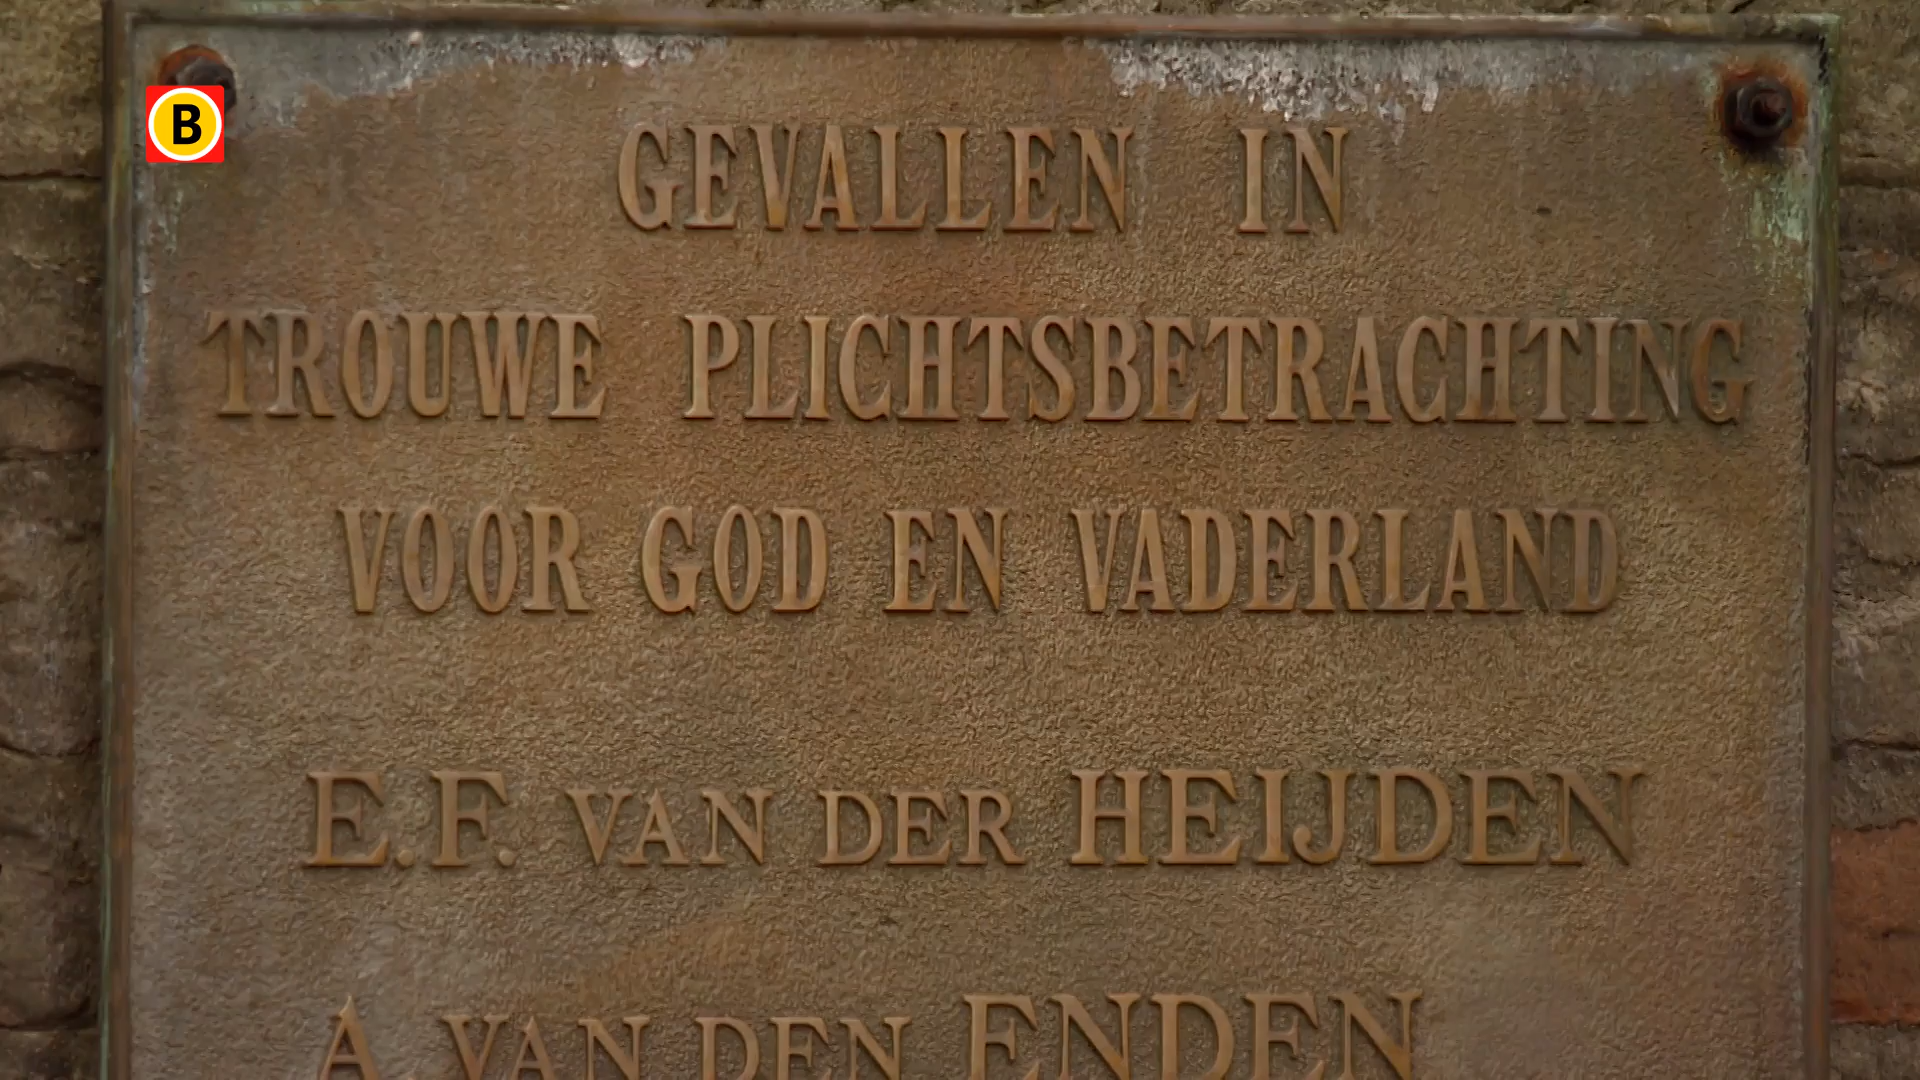 B
GEVALLEN IN
TROUWE PLICHTSBETRACHTING
VOOR GOD EN VADERLAND
E.F. VAN DER HEIJDEN
A VAN DEN ENDEN